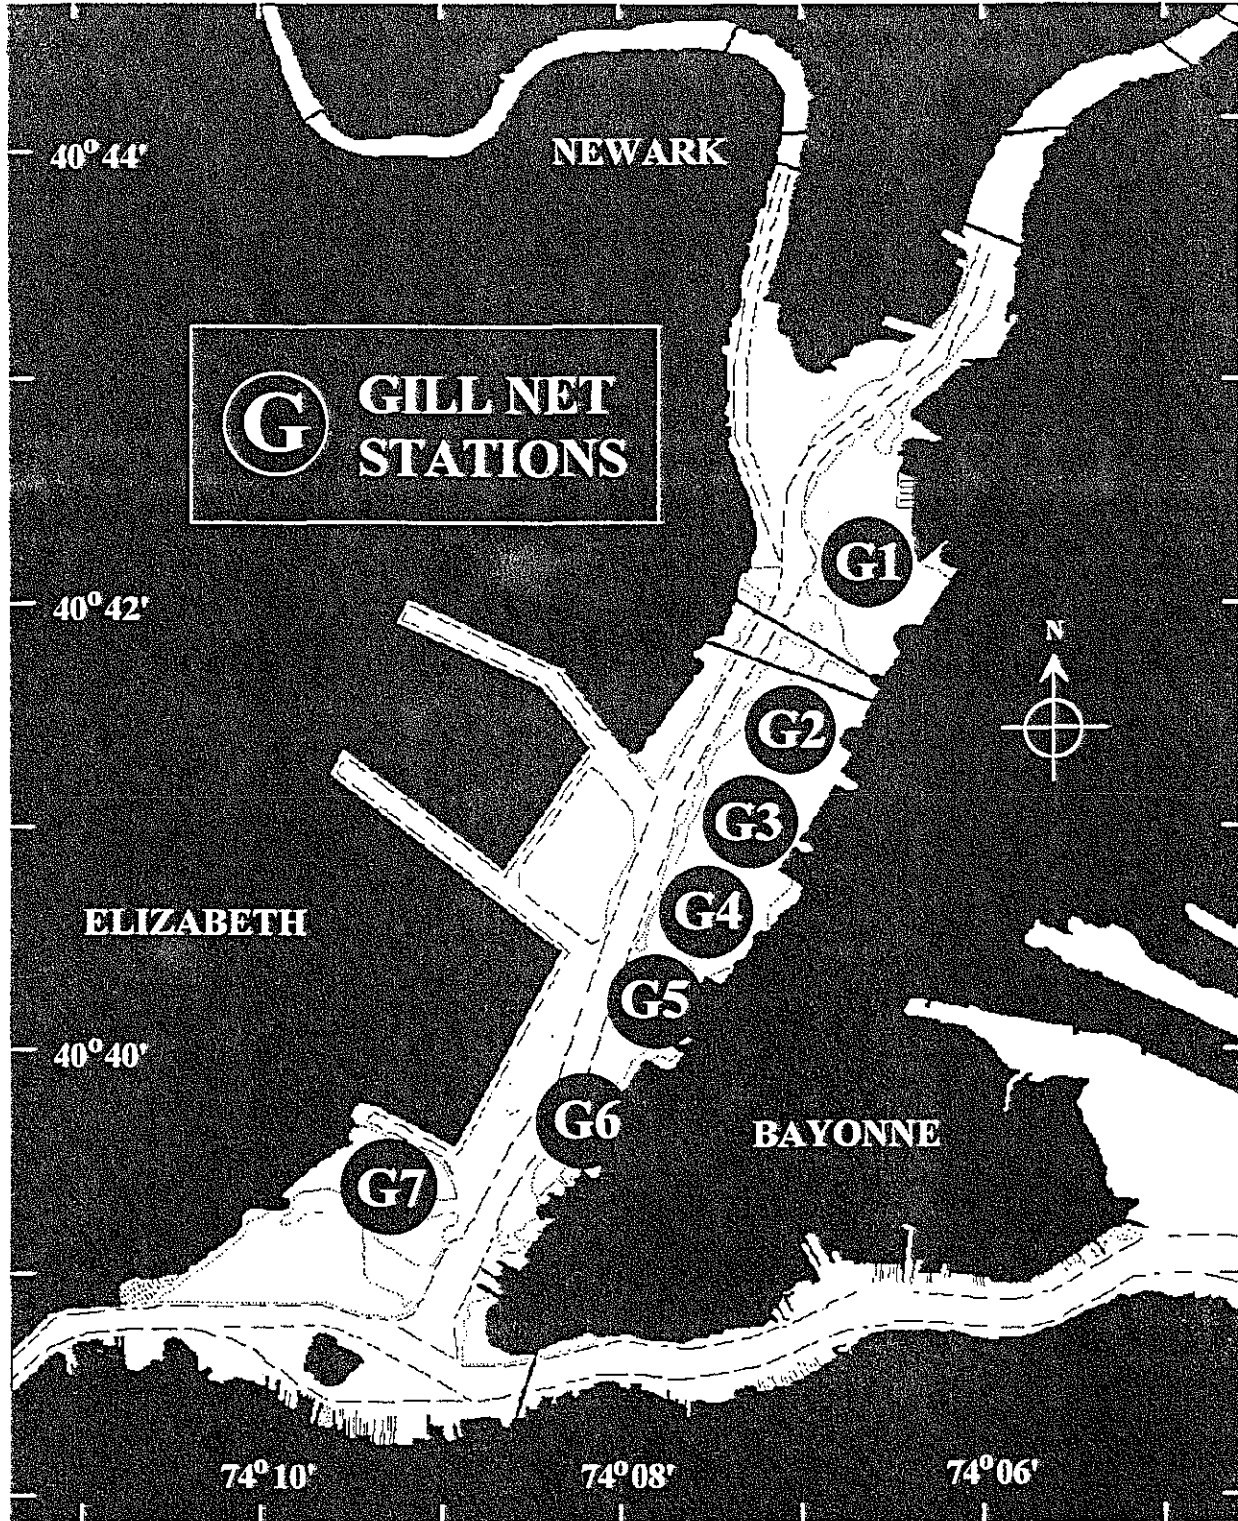 NEWARK
40°44'
G
GILL NET
STATIONS
G1
40°42'
N
G2
G3
G4
ELIZABETH
G5
40°40'
G6
BAYONNE
G7
74°10'
74°08'
74°06'